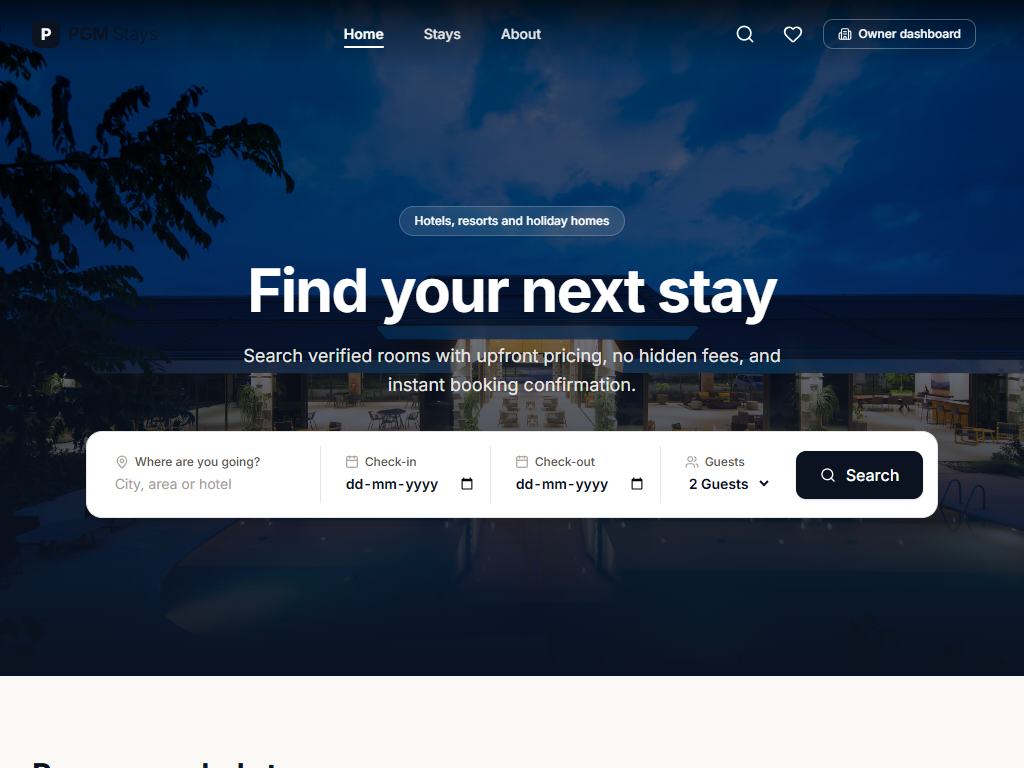 P PGM Stays
Home Stays About
Owner dashboard
Hotels, resorts and holiday homes
Find your next stay
Search verified rooms with upfront pricing, no hidden fees, and
instant booking confirmation.
Where are you going? Check-in Check-out Guests
City, area or hotel dd-mm-yyyy dd-mm-yyyy 2 Guests
Search